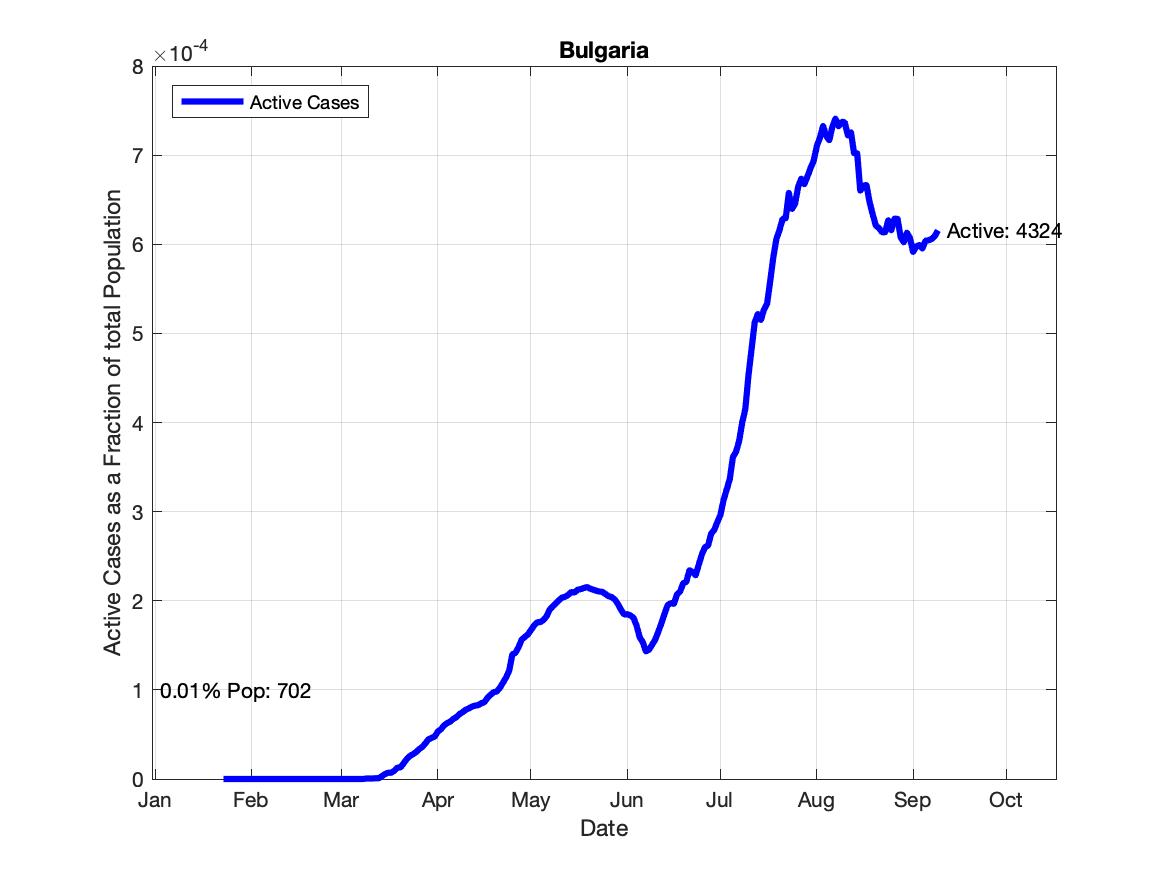 Bulgaria
×10-4
Active Cases
8
7
6
5
4
3
2
1
0
Active Cases as a Fraction of total Population
Active: 4324
0.01% Pop: 702
Jan Feb Mar Apr May Jun Jul Aug Sep Oct
Date